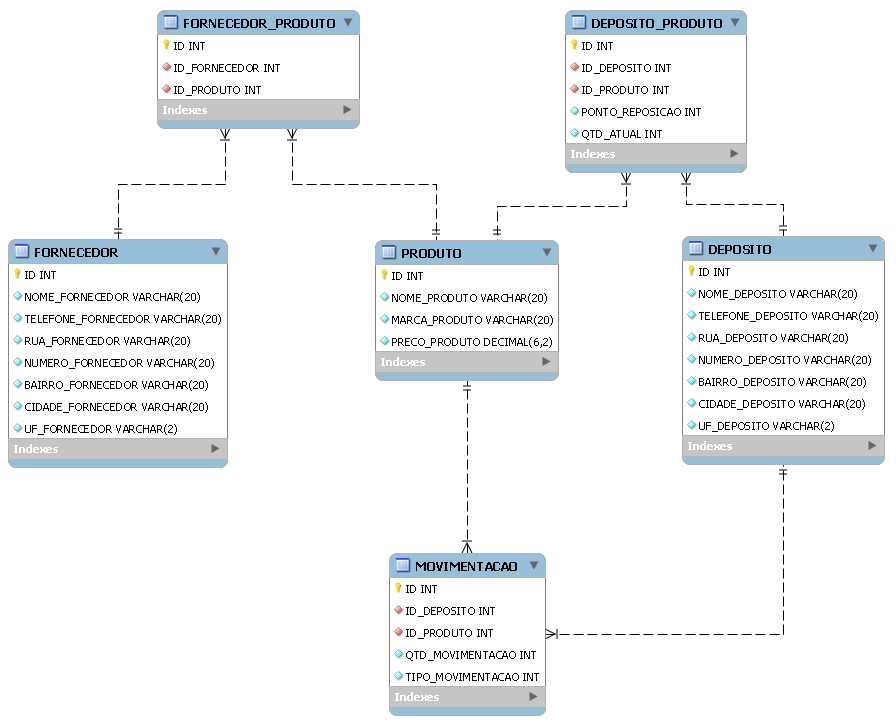 FORNECEDOR_PRODUTO
ID INT
ID_FORNECEDOR INT
ID_PRODUTO INT
Indexes
DEPOSITO_PRODUTO
ID INT
ID_DEPOSITO INT
ID_PRODUTO INT
PONTO_REPOSICAO INT
QTD_ATUAL INT
Indexes
FORNECEDOR
ID INT
NOME_FORNECEDOR VARCHAR(20)
TELEFONE_FORNECEDOR VARCHAR(20)
RUA_FORNECEDOR VARCHAR(20)
NUMERO_FORNECEDOR VARCHAR(20)
BAIRRO_FORNECEDOR VARCHAR(20)
CIDADE_FORNECEDOR VARCHAR(20)
UF_FORNECEDOR VARCHAR(2)
Indexes
PRODUTO
ID INT
NOME_PRODUTO VARCHAR(20)
MARCA_PRODUTO VARCHAR(20)
PRECO_PRODUTO DECIMAL(6,2)
Indexes
DEPOSITO
ID INT
NOME_DEPOSITO VARCHAR(20)
TELEFONE_DEPOSITO VARCHAR(20)
RUA_DEPOSITO VARCHAR(20)
NUMERO_DEPOSITO VARCHAR(20)
BAIRRO_DEPOSITO VARCHAR(20)
CIDADE_DEPOSITO VARCHAR(20)
UF_DEPOSITO VARCHAR(2)
Indexes
MOVIMENTACAO
ID INT
ID_DEPOSITO INT
ID_PRODUTO INT
QTD_MOVIMENTACAO INT
TIPO_MOVIMENTACAO INT
Indexes